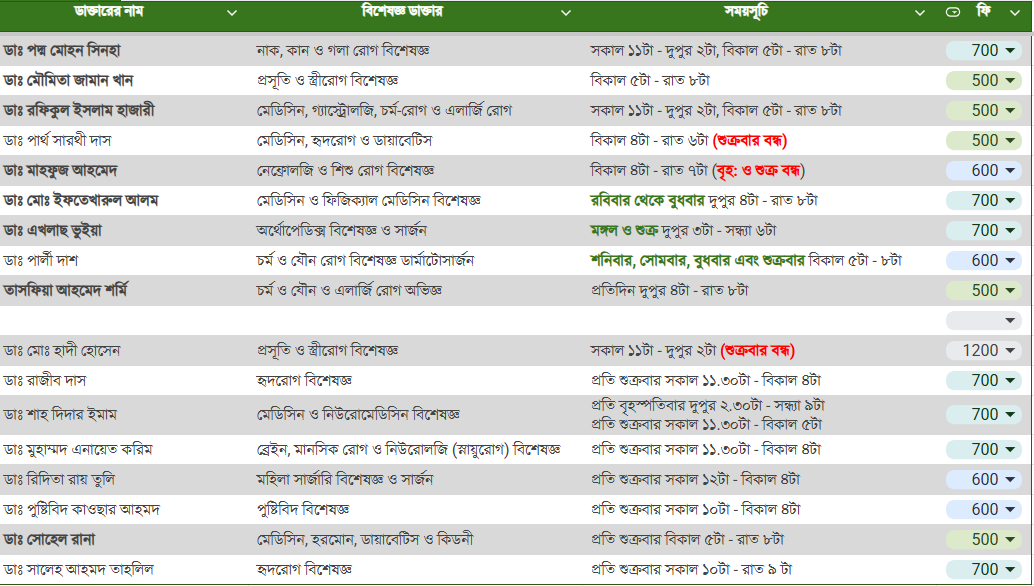 ডাক্তারের নাম বিশেষজ্ঞ ডাক্তার সময়সূচি ফি
ডাঃ পদ্ম মোহন সিনহা নাক, কান ও গলা রোগ বিশেষজ্ঞ সকাল ১১টা - দুপুর ২টা, বিকাল ৫টা - রাত ৮টা 700
ডাঃ মৌমিতা জামান খান প্রসূতি ও স্ত্রীরোগ বিশেষজ্ঞ বিকাল ৫টা - রাত ৮টা 500
ডাঃ রফিকুল ইসলাম হাজারী মেডিসিন, গ্যাস্ট্রোলজি, চর্ম-রোগ ও এলার্জি রোগ সকাল ১১টা - দুপুর ২টা, বিকাল ৫টা - রাত ৮টা 500
ডাঃ পার্থ সারথী দাস মেডিসিন, হৃদরোগ ও ডায়াবেটিস বিকাল ৪টা - রাত ৬টা (শুক্রবার বন্ধ) 500
ডাঃ মাহফুজ আহমেদ নেফ্রোলজি ও শিশু রোগ বিশেষজ্ঞ বিকাল ৪টা - রাত ৭টা (বৃহ: ও শুক্র বন্ধ) 600
ডাঃ মোঃ ইফতেখারুল আলম মেডিসিন ও ফিজিক্যাল মেডিসিন বিশেষজ্ঞ রবিবার থেকে বুধবার দুপুর ৪টা - রাত ৮টা 700
ডাঃ এখলাছ ভুইয়া অর্থোপেডিক্স বিশেষজ্ঞ ও সার্জন মঙ্গল ও শুক্র দুপুর ৩টা - সন্ধ্যা ৬টা 700
ডাঃ পার্লী দাশ চর্ম ও যৌন রোগ বিশেষজ্ঞ ডার্মাটোসার্জন শনিবার, সোমবার, বুধবার এবং শুক্রবার বিকাল ৫টা - ৮টা 600
তাসফিয়া আহমেদ শর্মি চর্ম ও যৌন ও এলার্জি রোগ অভিজ্ঞ প্রতিদিন দুপুর ৪টা - রাত ৮টা 500
ডাঃ মোঃ হাদী হোসেন প্রসূতি ও স্ত্রীরোগ বিশেষজ্ঞ সকাল ১১টা - দুপুর ২টা (শুক্রবার বন্ধ) 1200
ডাঃ রাজীব দাস হৃদরোগ বিশেষজ্ঞ প্রতি শুক্রবার সকাল ১১.৩০টা - বিকাল ৪টা 700
ডাঃ শাহ দিদার ইমাম মেডিসিন ও নিউরোমেডিসিন বিশেষজ্ঞ প্রতি বৃহস্পতিবার দুপুর ২.৩০টা - সন্ধ্যা ৯টা 700
প্রতি শুক্রবার সকাল ১১.৩০টা - বিকাল ৫টা
ডাঃ মুহাম্মদ এনায়েত করিম ব্রেইন, মানসিক রোগ ও নিউরোলজি (স্নায়ুরোগ) বিশেষজ্ঞ প্রতি শুক্রবার সকাল ১১.৩০টা - বিকাল ৪টা 700
ডাঃ রিদিতা রায় তুলি মহিলা সার্জারি বিশেষজ্ঞ ও সার্জন প্রতি শুক্রবার সকাল ১২টা - বিকাল ৪টা 600
ডাঃ পুষ্টিবিদ কাওছার আহমদ পুষ্টিবিদ বিশেষজ্ঞ প্রতি শুক্রবার সকাল ১০টা - বিকাল ৪টা 600
ডাঃ সোহেল রানা মেডিসিন, হরমোন, ডায়াবেটিস ও কিডনী প্রতি শুক্রবার বিকাল ৫টা - রাত ৮টা 500
ডাঃ সালেহ আহমদ তাহলিল হৃদরোগ বিশেষজ্ঞ প্রতি শুক্রবার সকাল ১০টা - রাত ৯ টা 700